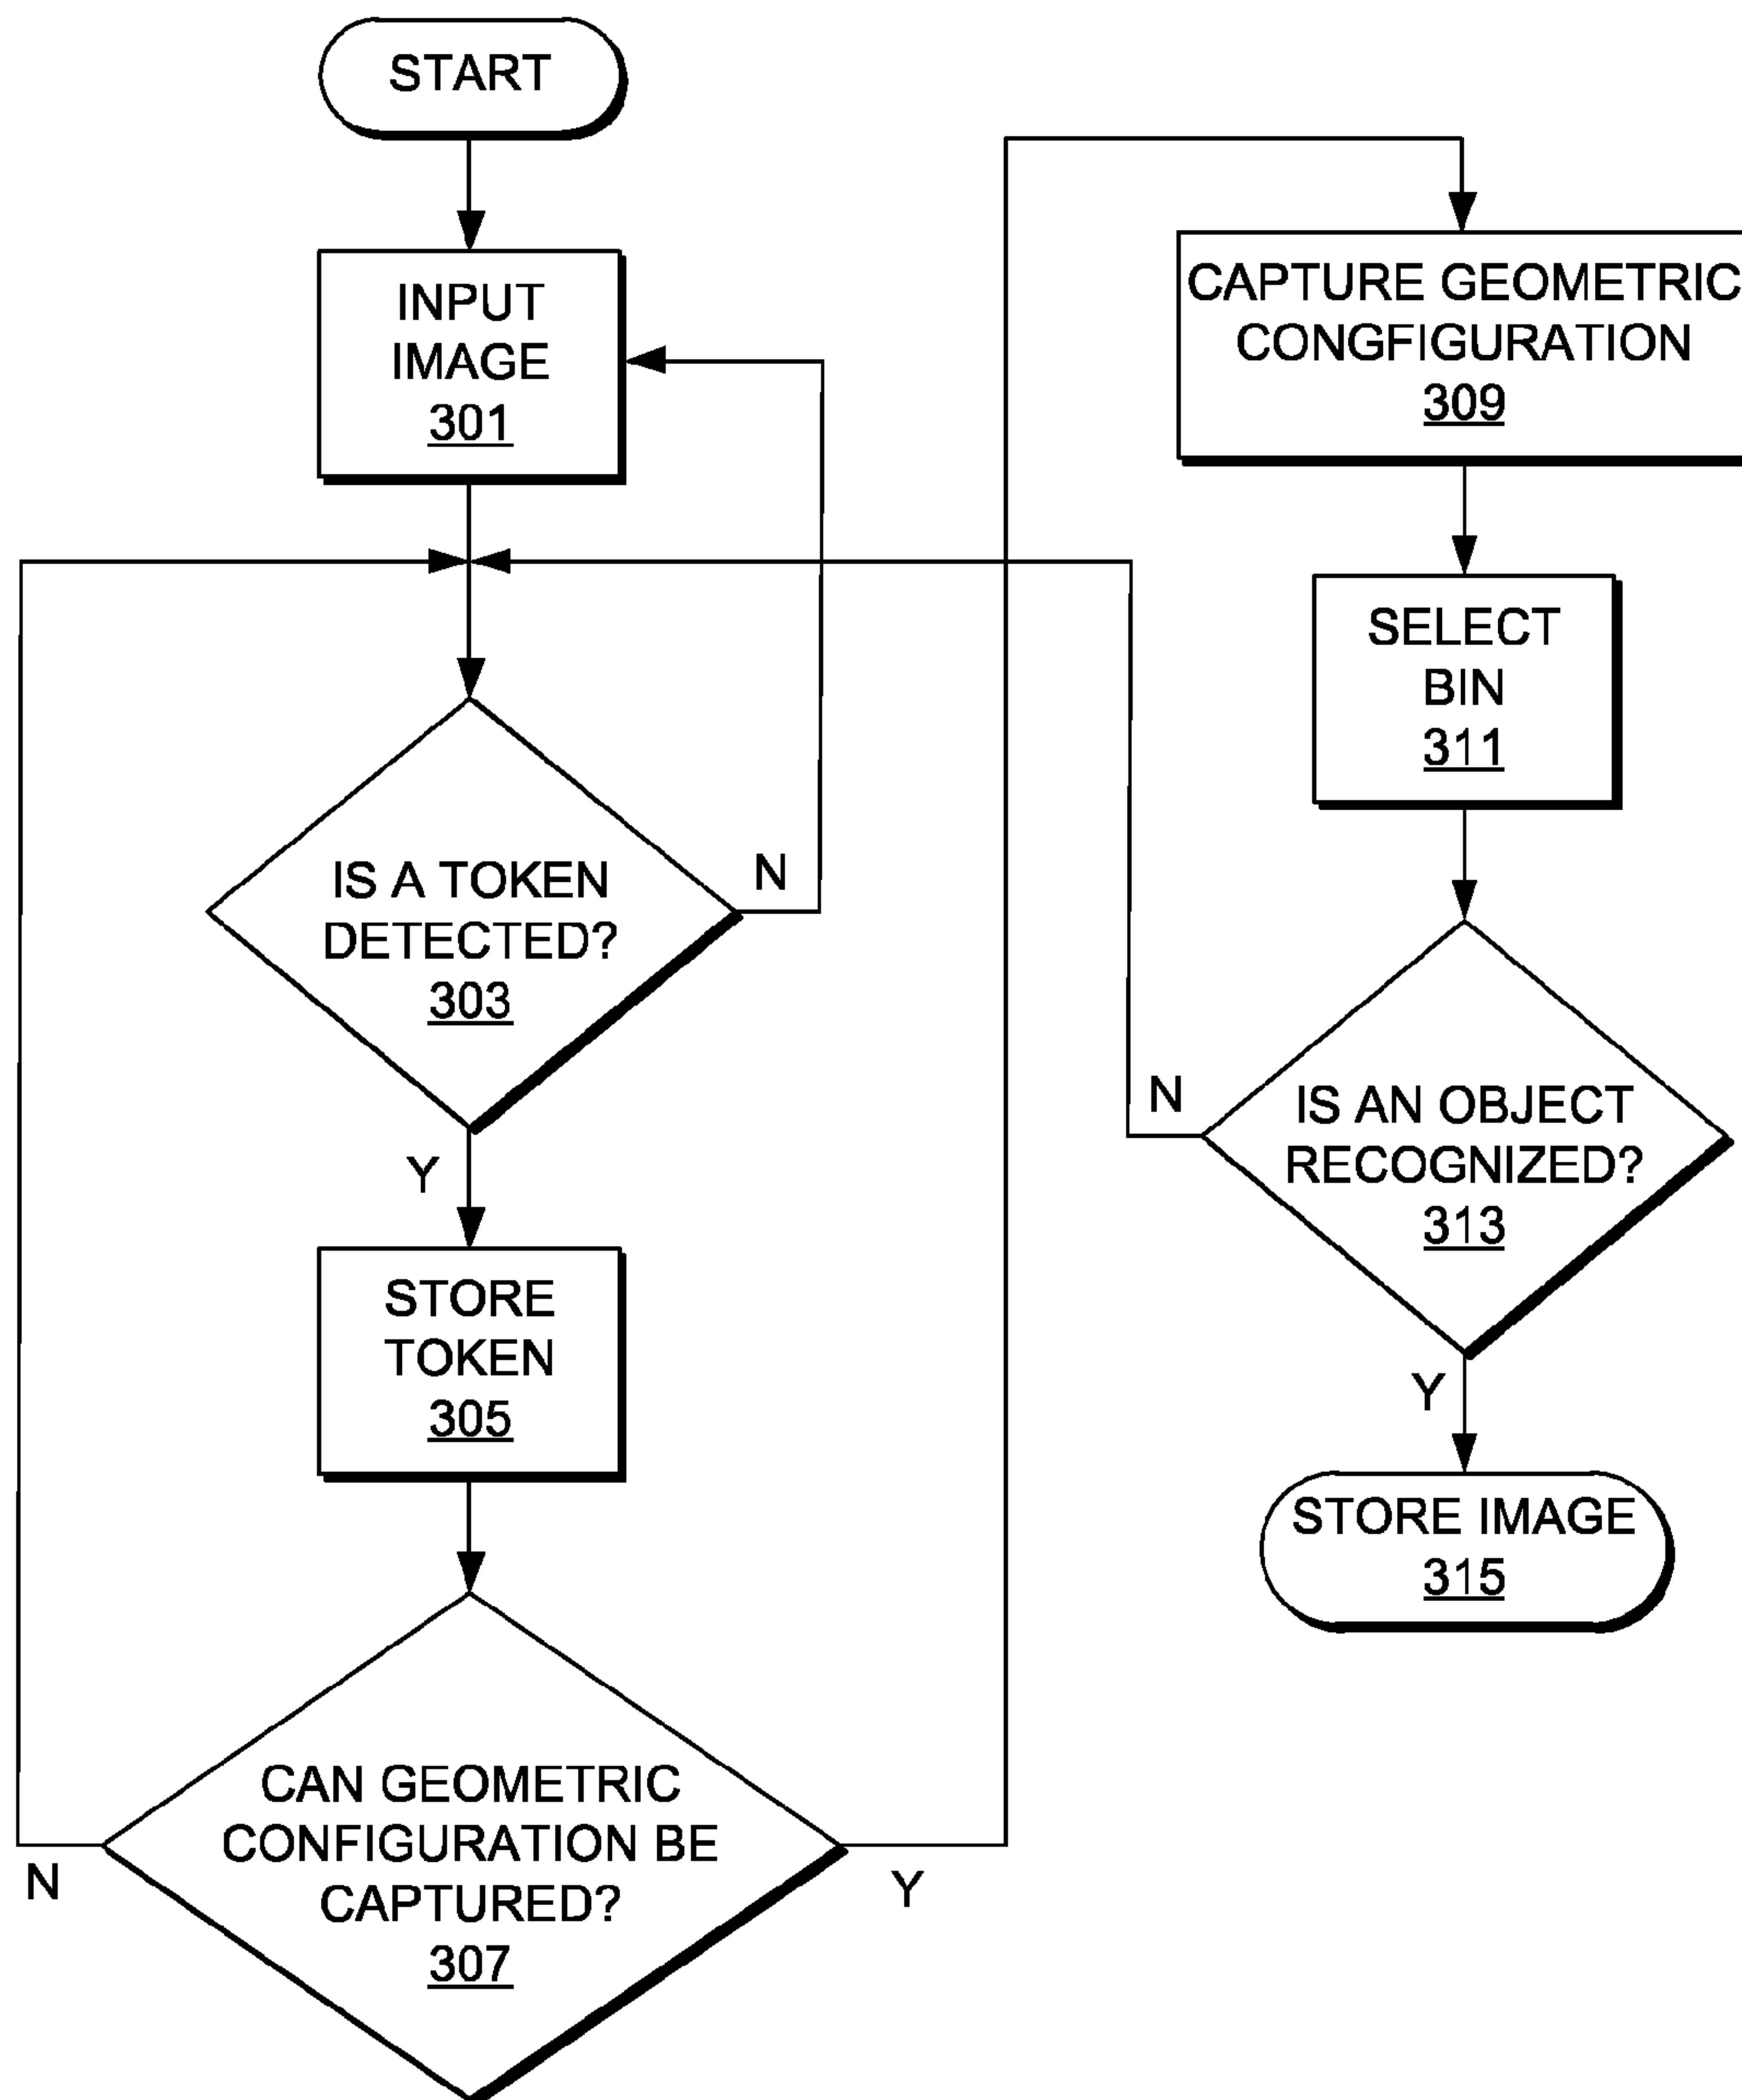 START
INPUT
IMAGE
301
IS A TOKEN
DETECTED?
303
N
Y
STORE
TOKEN
305
CAN GEOMETRIC
CONFIGURATION BE
CAPTURED?
307
N
Y
CAPTURE GEOMETRIC
CONGFIGURATION
309
SELECT
BIN
311
IS AN OBJECT
RECOGNIZED?
313
N
Y
STORE IMAGE
315